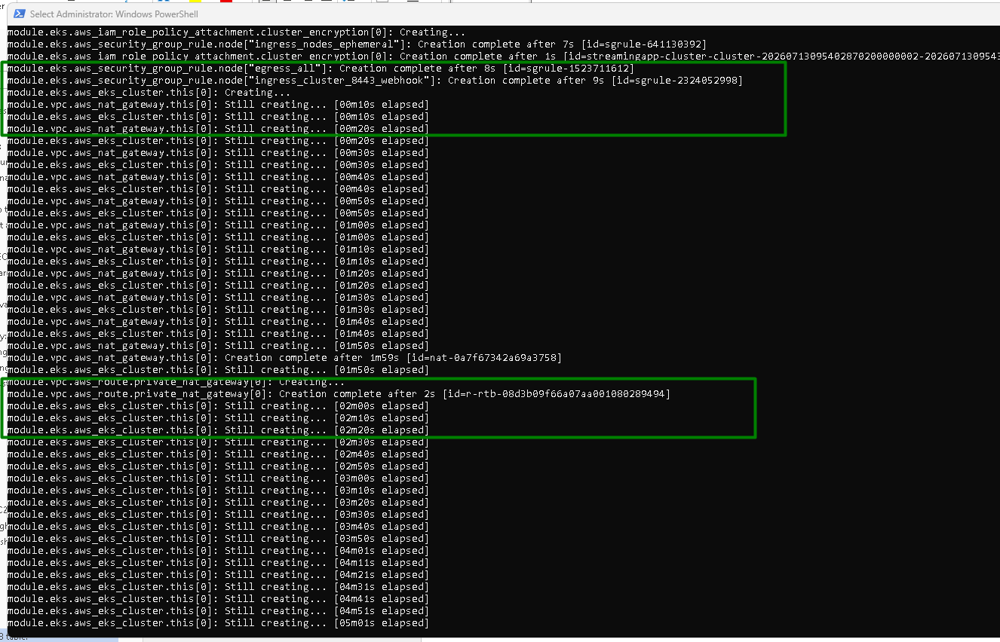 Select Administrator: Windows PowerShell
module.eks.aws_iam_role_policy_attachment.cluster_encryption[0]: Creating...
module.eks.aws_security_group_rule.node["ingress_nodes_ephemeral"]: Creation complete after 7s [id=sgrule-641130392]
module.eks.aws_iam_role_policy_attachment.cluster_encryption[0]: Creation complete after 1s [id=streamingapp-cluster-cluster-20260713095402870200000002-2026071309543
module.eks.aws_security_group_rule.node["egress_all"]: Creation complete after 8s [id=sgrule-1523711612]
module.eks.aws_security_group_rule.node["ingress_cluster_8443_webhook"]: Creation complete after 9s [id=sgrule-2324052998]
module.eks.aws_eks_cluster.this[0]: Creating...
module.vpc.aws_nat_gateway.this[0]: Still creating... [00m10s elapsed]
module.eks.aws_eks_cluster.this[0]: Still creating... [00m10s elapsed]
module.vpc.aws_nat_gateway.this[0]: Still creating... [00m20s elapsed]
module.eks.aws_eks_cluster.this[0]: Still creating... [00m20s elapsed]
module.vpc.aws_nat_gateway.this[0]: Still creating... [00m30s elapsed]
module.eks.aws_eks_cluster.this[0]: Still creating... [00m30s elapsed]
module.vpc.aws_nat_gateway.this[0]: Still creating... [00m40s elapsed]
module.eks.aws_eks_cluster.this[0]: Still creating... [00m40s elapsed]
module.vpc.aws_nat_gateway.this[0]: Still creating... [00m50s elapsed]
module.eks.aws_eks_cluster.this[0]: Still creating... [00m50s elapsed]
module.vpc.aws_nat_gateway.this[0]: Still creating... [01m00s elapsed]
module.eks.aws_eks_cluster.this[0]: Still creating... [01m00s elapsed]
module.vpc.aws_nat_gateway.this[0]: Still creating... [01m10s elapsed]
module.eks.aws_eks_cluster.this[0]: Still creating... [01m10s elapsed]
module.vpc.aws_nat_gateway.this[0]: Still creating... [01m20s elapsed]
module.eks.aws_eks_cluster.this[0]: Still creating... [01m20s elapsed]
module.vpc.aws_nat_gateway.this[0]: Still creating... [01m30s elapsed]
module.eks.aws_eks_cluster.this[0]: Still creating... [01m30s elapsed]
module.vpc.aws_nat_gateway.this[0]: Still creating... [01m40s elapsed]
module.eks.aws_eks_cluster.this[0]: Still creating... [01m40s elapsed]
module.vpc.aws_nat_gateway.this[0]: Still creating... [01m50s elapsed]
module.vpc.aws_nat_gateway.this[0]: Creation complete after 1m59s [id=nat-0a7f67342a69a3758]
module.eks.aws_eks_cluster.this[0]: Still creating... [01m50s elapsed]
module.vpc.aws_route.private_nat_gateway[0]: Creating...
module.vpc.aws_route.private_nat_gateway[0]: Creation complete after 2s [id=r-rtb-08d3b09f66a07aa001080289494]
module.eks.aws_eks_cluster.this[0]: Still creating... [02m00s elapsed]
module.eks.aws_eks_cluster.this[0]: Still creating... [02m10s elapsed]
module.eks.aws_eks_cluster.this[0]: Still creating... [02m20s elapsed]
module.eks.aws_eks_cluster.this[0]: Still creating... [02m30s elapsed]
module.eks.aws_eks_cluster.this[0]: Still creating... [02m40s elapsed]
module.eks.aws_eks_cluster.this[0]: Still creating... [02m50s elapsed]
module.eks.aws_eks_cluster.this[0]: Still creating... [03m00s elapsed]
module.eks.aws_eks_cluster.this[0]: Still creating... [03m10s elapsed]
module.eks.aws_eks_cluster.this[0]: Still creating... [03m20s elapsed]
module.eks.aws_eks_cluster.this[0]: Still creating... [03m30s elapsed]
module.eks.aws_eks_cluster.this[0]: Still creating... [03m40s elapsed]
module.eks.aws_eks_cluster.this[0]: Still creating... [03m50s elapsed]
module.eks.aws_eks_cluster.this[0]: Still creating... [04m01s elapsed]
module.eks.aws_eks_cluster.this[0]: Still creating... [04m11s elapsed]
module.eks.aws_eks_cluster.this[0]: Still creating... [04m21s elapsed]
module.eks.aws_eks_cluster.this[0]: Still creating... [04m31s elapsed]
module.eks.aws_eks_cluster.this[0]: Still creating... [04m41s elapsed]
module.eks.aws_eks_cluster.this[0]: Still creating... [04m51s elapsed]
module.eks.aws_eks_cluster.this[0]: Still creating... [05m01s elapsed]